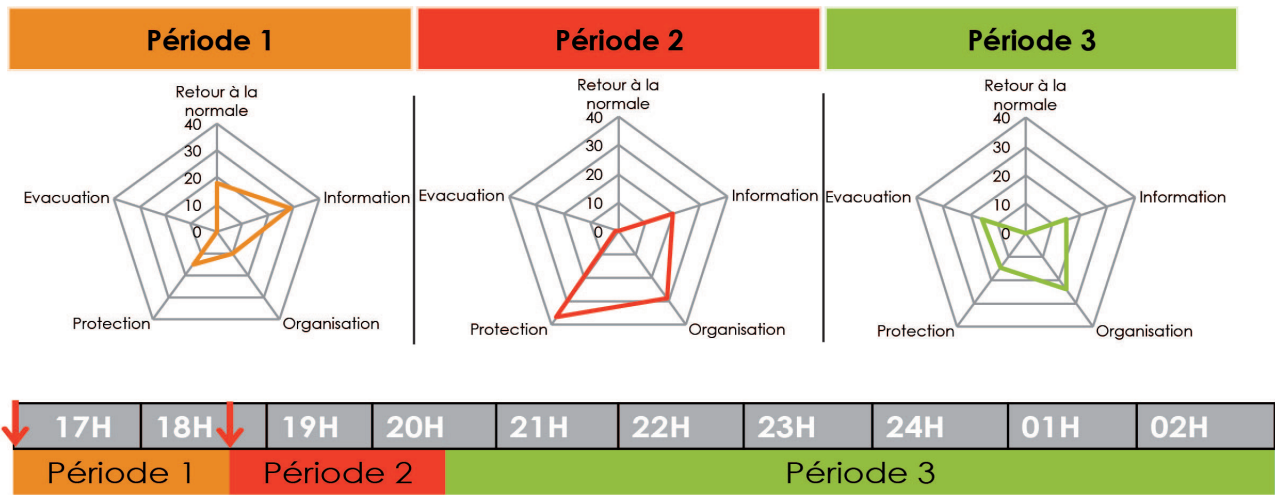 Période 1
Période 2
Période 3
Retour à la
normale
40
30
20
10
0
Evacuation
Information
Protection
Organisation
Retour à la
normale
40
30
20
10
0
Evacuation
Information
Protection
Organisation
Retour à la
normale
40
30
20
10
0
Evacuation
Information
Protection
Organisation
17H 18H 19H 20H 21H 22H 23H 24H 01H 02H
Période 1 Période 2 Période 3